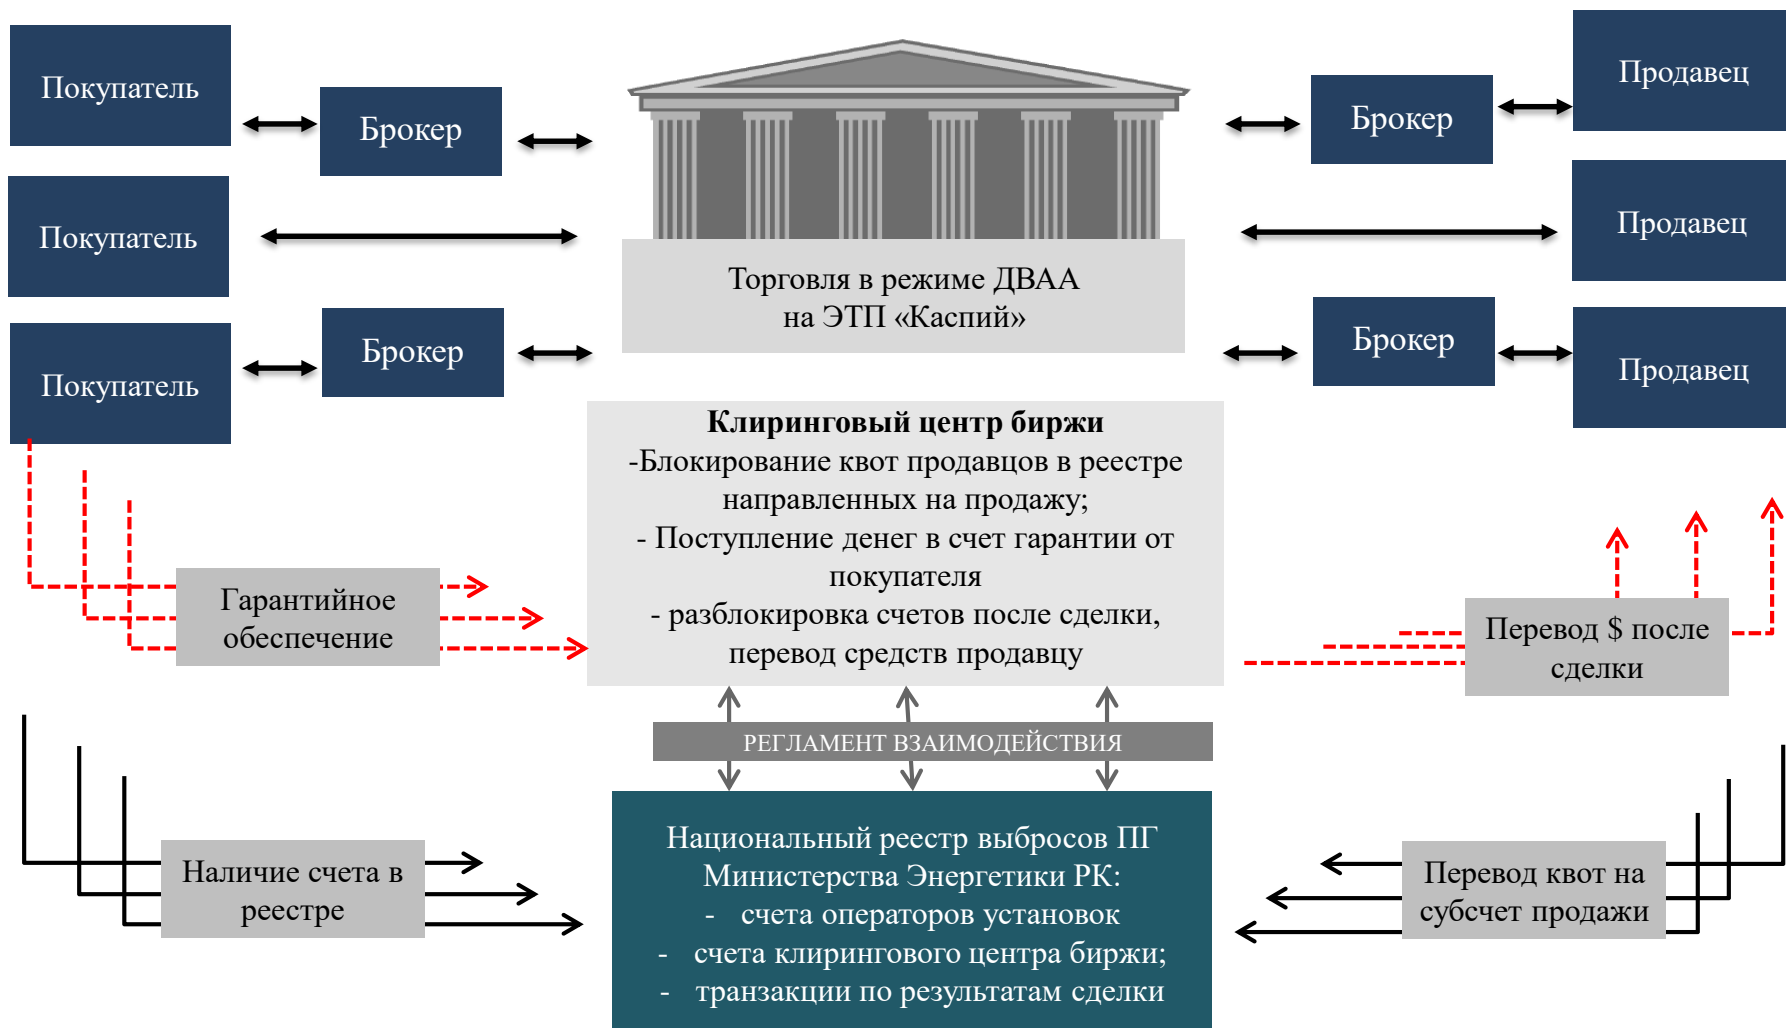 Покупатель
Брокер
Брокер
Продавец
Покупатель
Продавец
Торговля в режиме ДВАА
на ЭТП «Каспий»
Покупатель
Брокер
Брокер
Продавец
Клиринговый центр биржи
-Блокирование квот продавцов в реестре
направленных на продажу;
- Поступление денег в счет гарантии от
покупателя
- разблокировка счетов после сделки,
перевод средств продавцу
Гарантийное
обеспечение
Перевод $ после
сделки
РЕГЛАМЕНТ ВЗАИМОДЕЙСТВИЯ
Наличие счета в
реестре
Национальный реестр выбросов ПГ
Министерства Энергетики РК:
- счета операторов установок
- счета клирингового центра биржи;
- транзакции по результатам сделки
Перевод квот на
субсчет продажи